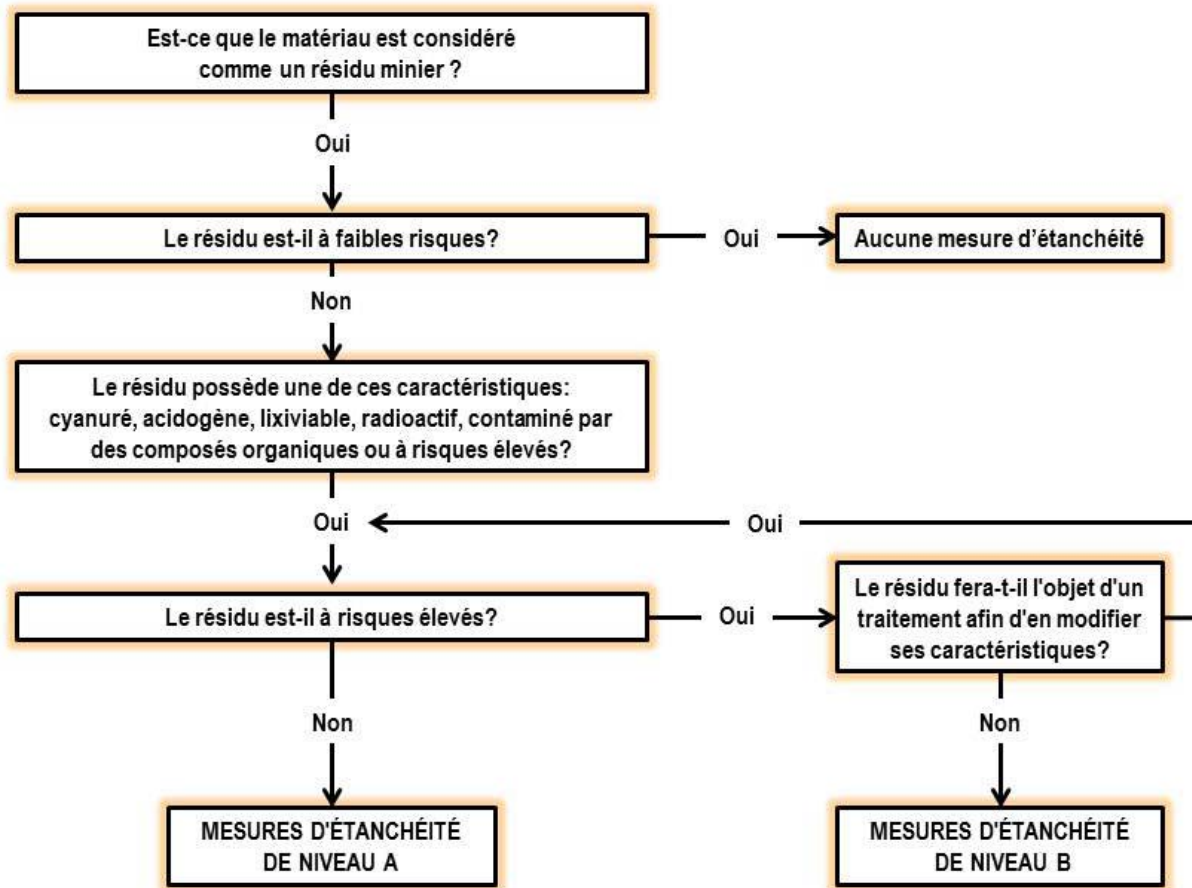 Est-ce que le matériau est considéré
comme un résidu minier ?
Oui
Le résidu est-il à faibles risques?
Oui
Aucune mesure d'étanchéité
Non
Le résidu possède une de ces caractéristiques:
cyanuré, acidogène, lixiviable, radioactif, contaminé par
des composés organiques ou à risques élevés?
Oui
Oui
Le résidu est-il à risques élevés?
Oui
Le résidu fera-t-il l'objet d'un
traitement afin d'en modifier
ses caractéristiques?
Non
Non
MESURES D'ÉTANCHÉITÉ
DE NIVEAU A
MESURES D'ÉTANCHÉITÉ
DE NIVEAU B